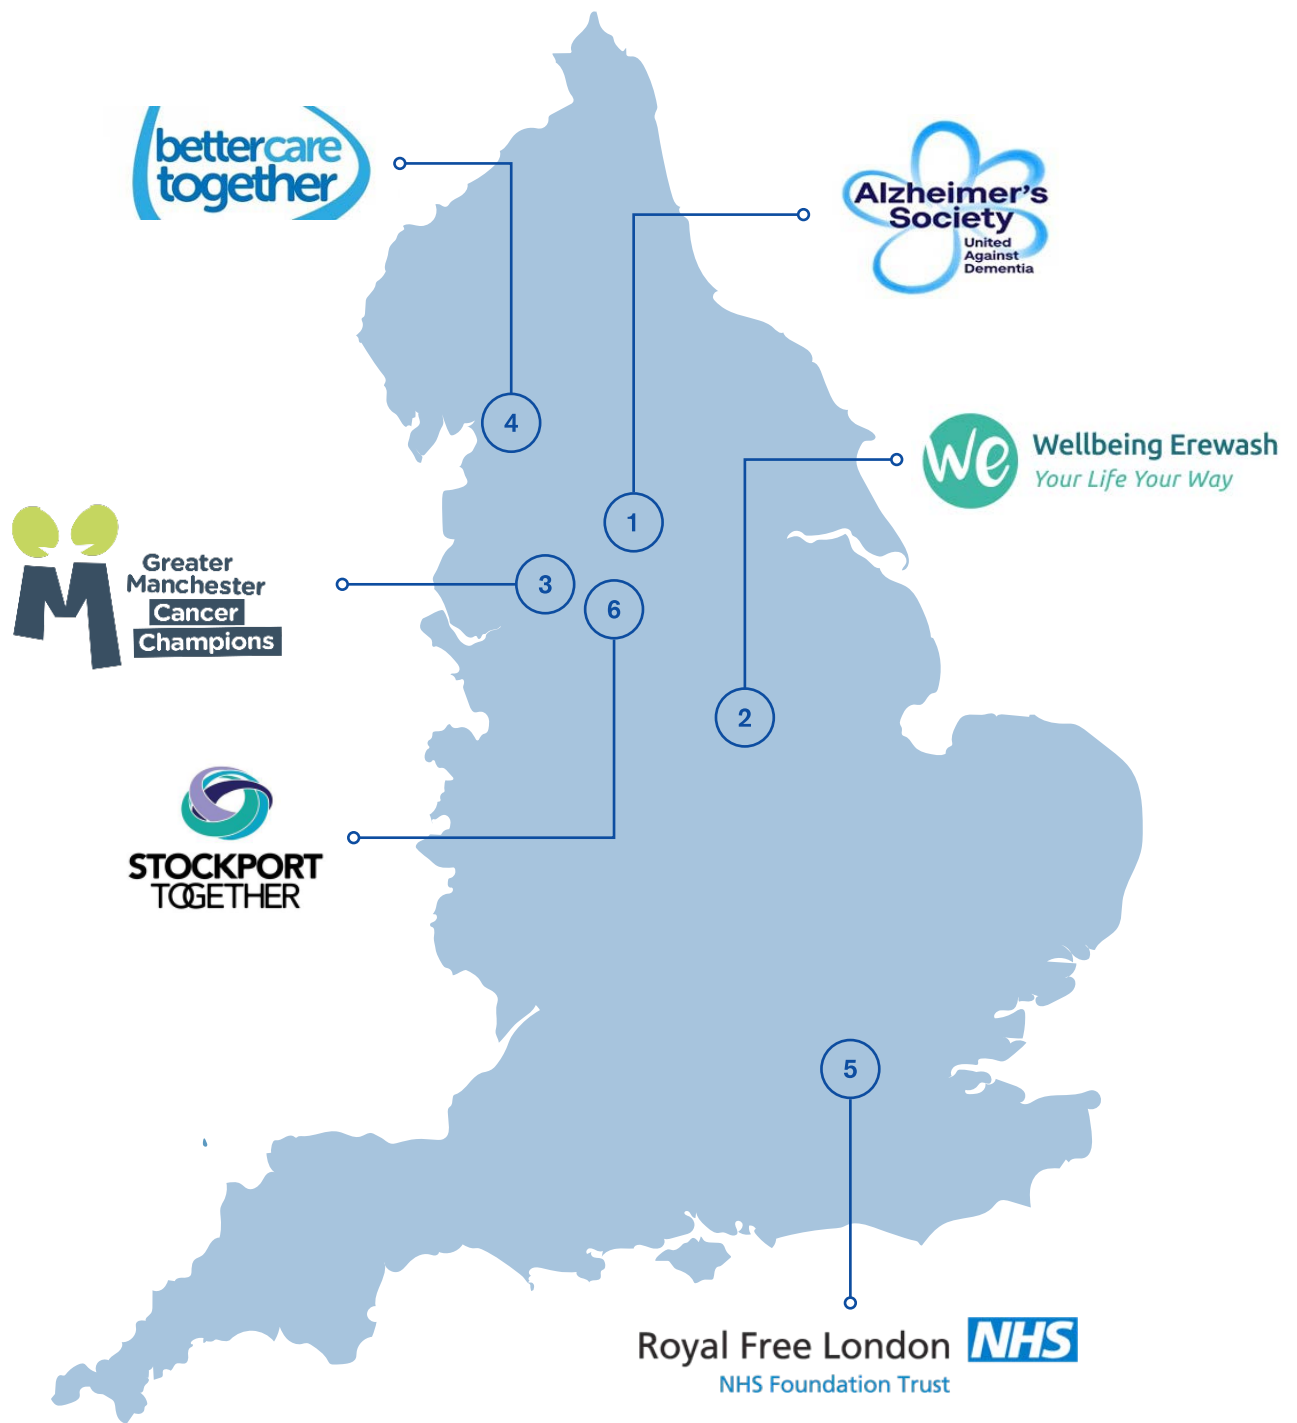 bettercare
together
Alzheimer's
Society
United
Against
Dementia
4
We
Wellbeing Erewash
Your Life Your Way
1
Greater
Manchester
Cancer
Champions
3
6
2
STOCKPORT
TOGETHER
5
Royal Free London NHS
NHS Foundation Trust